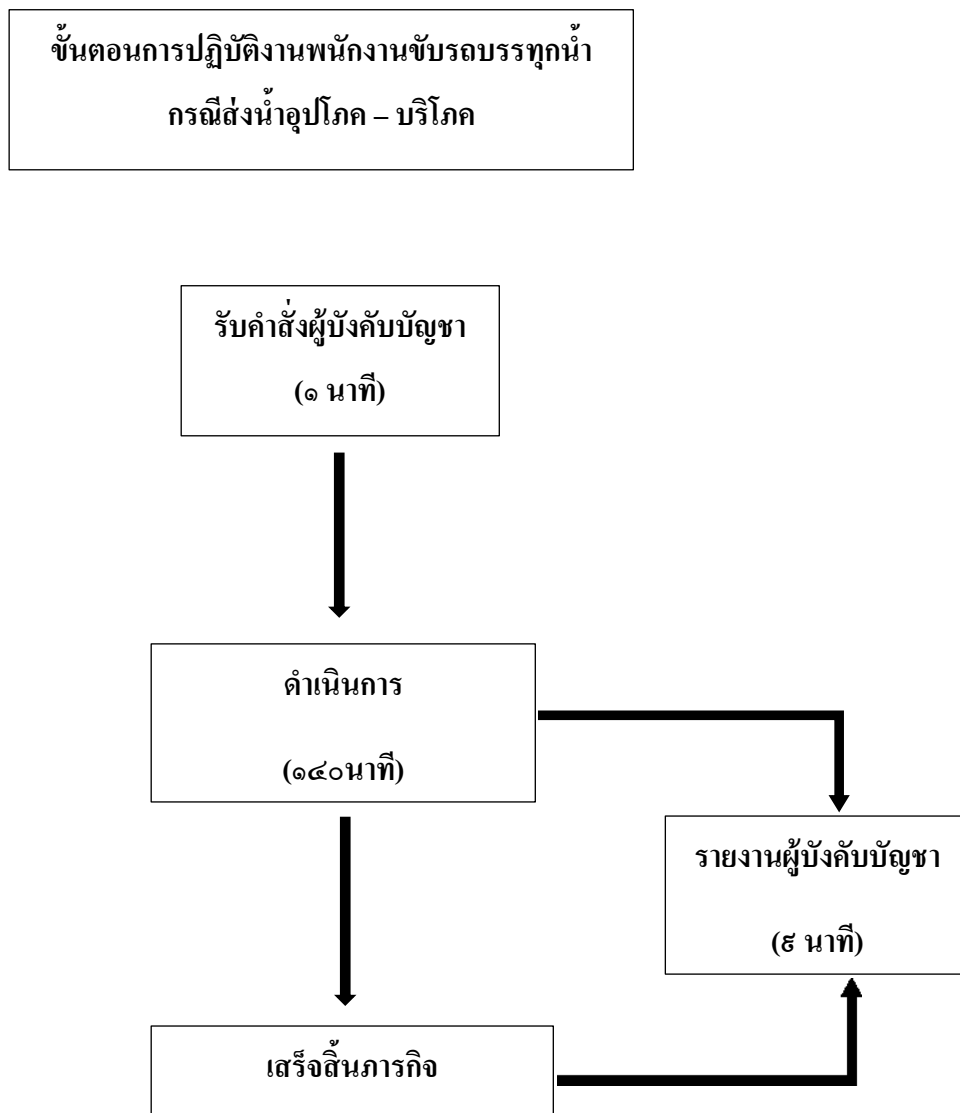 ขั้นตอนการปฏิบัติงานพนักงานขับรถบรรทุกน้ำ
กรณีส่งน้ำอุปโภค – บริโภค
รับคำสั่งผู้บังคับบัญชา
(๑ นาที)
ดำเนินการ
(๑๔๐นาที)
รายงานผู้บังคับบัญชา
(๙ นาที)
เสร็จสิ้นภารกิจ